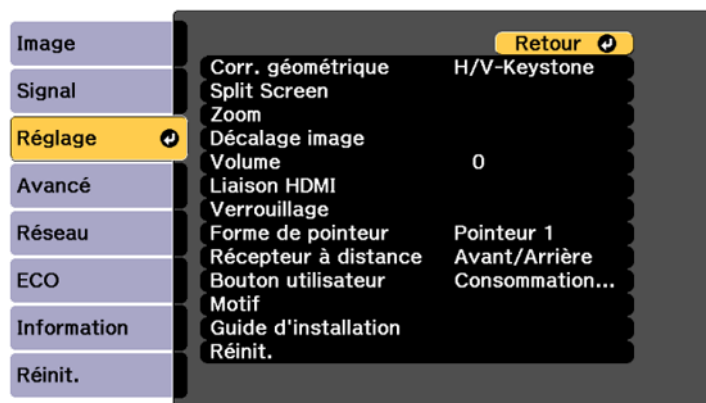 Image
Signal
Réglage
Avancé
Réseau
ECO
Information
Réinit.
Retour
Corr. géométrique H/V-Keystone
Split Screen
Zoom
Décalage image
Volume 0
Liaison HDMI
Verrouillage
Forme de pointeur Pointeur 1
Récepteur à distance Avant/Arrière
Bouton utilisateur Consommation...
Motif
Guide d'installation
Réinit.